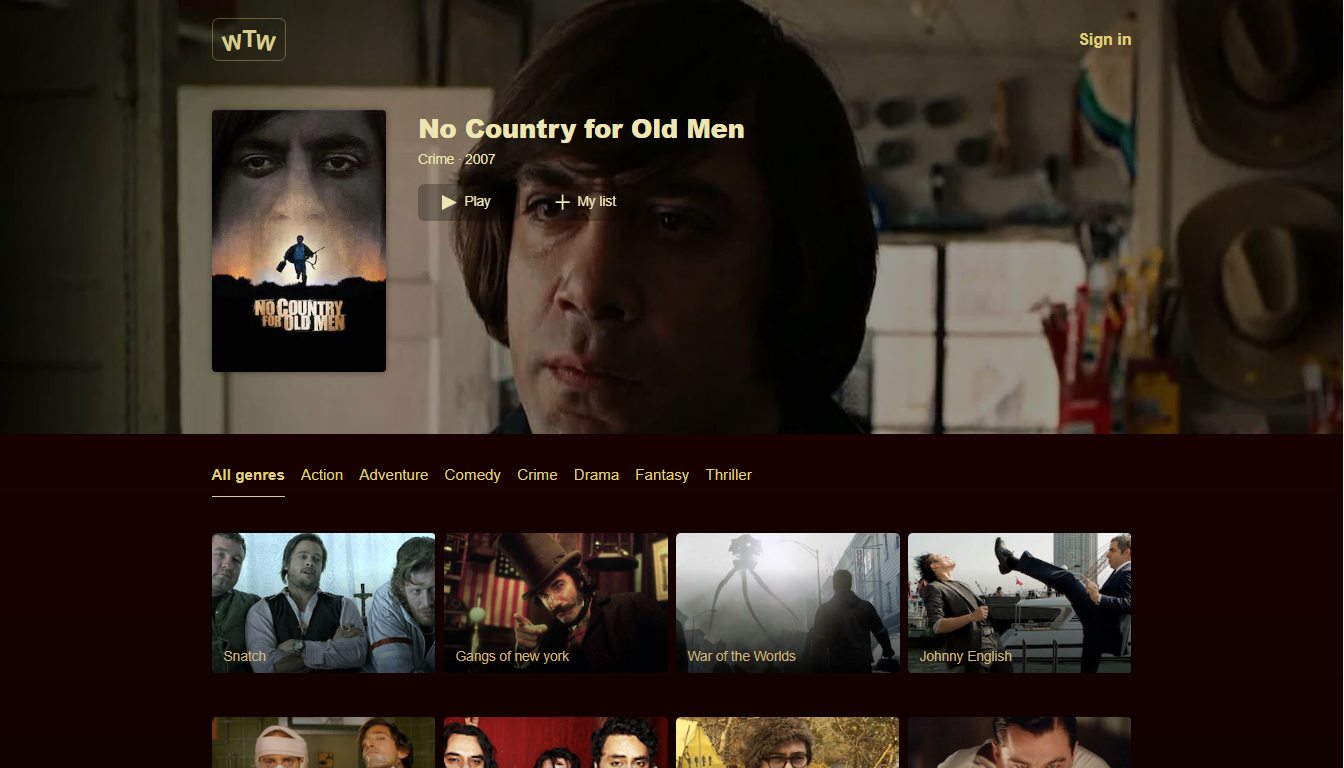 WTW
Sign in
No Country for Old Men
Crime · 2007
Play
My list
NO COUNTRY
FOR OLD MEN
All genres Action Adventure Comedy Crime Drama Fantasy Thriller
Snatch
Gangs of new york
War of the Worlds
Johnny English